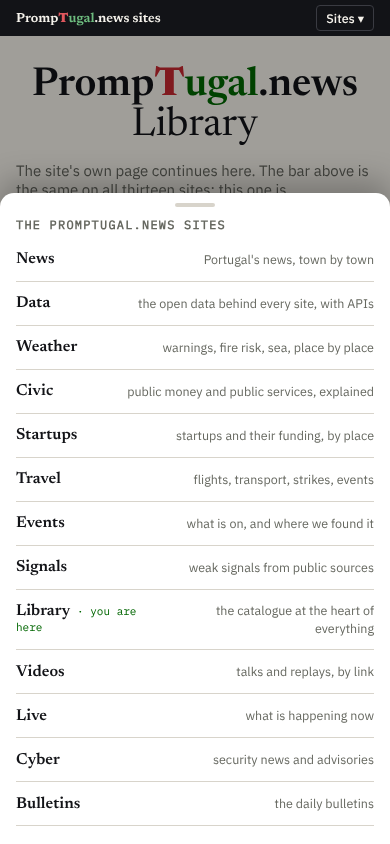 PrompTugal.news sites
Sites ▾
PrompTugal.news
Library
The site's own page continues here. The bar above is
the same on all thirteen sites; this one is
THE PROMPTUGAL.NEWS SITES
News
Portugal's news, town by town
Data
the open data behind every site, with APIs
Weather
warnings, fire risk, sea, place by place
Civic
public money and public services, explained
Startups
startups and their funding, by place
Travel
flights, transport, strikes, events
Events
what is on, and where we found it
Signals
weak signals from public sources
Library · you are
here
the catalogue at the heart of
everything
Videos
talks and replays, by link
Live
what is happening now
Cyber
security news and advisories
Bulletins
the daily bulletins